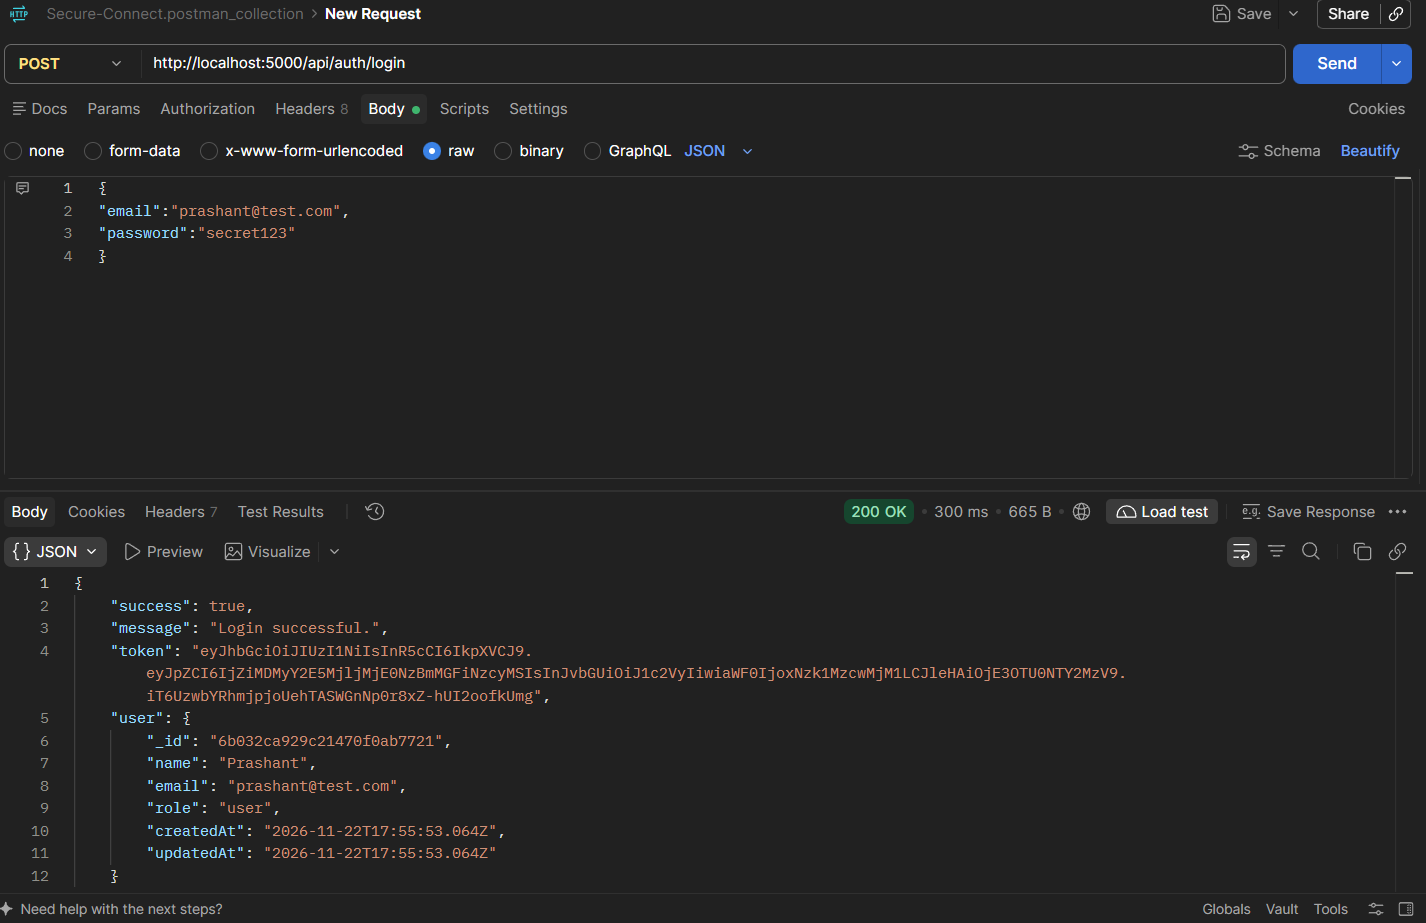 HTTP Secure-Connect.postman_collection > New Request Save Share
POST http://localhost:5000/api/auth/login Send
Docs Params Authorization Headers 8 Body Scripts Settings Cookies
none form-data x-www-form-urlencoded raw binary GraphQL JSON Schema Beautify
1 {
2 "email":"prashant@test.com",
3 "password":"secret123"
4 }
Body Cookies Headers 7 Test Results 200 OK • 300 ms • 665 B • Load test e.g. Save Response
{} JSON Preview Visualize
1 {
2 "success": true,
3 "message": "Login successful.",
4 "token": "eyJhbGciOiJIUzI1NiIsInR5cCI6IkpXVCJ9.
eyJpZCI6IjZiMDMyY2E5MjljMjE0NzBmMGFiNzcyMSIsInJvbGUiOiJ1c2VyIiwiaWF0IjoxNzk1MzcwMjM1LCJleHAiOjE3OTU0NTY2MzV9.
iT6UzwbYRhmjpjoUehTASWGnNp0r8xZ-hUI2oofkUmg",
5 "user": {
6 "_id": "6b032ca929c21470f0ab7721",
7 "name": "Prashant",
8 "email": "prashant@test.com",
9 "role": "user",
10 "createdAt": "2026-11-22T17:55:53.064Z",
11 "updatedAt": "2026-11-22T17:55:53.064Z"
12 }
Need help with the next steps? Globals Vault Tools